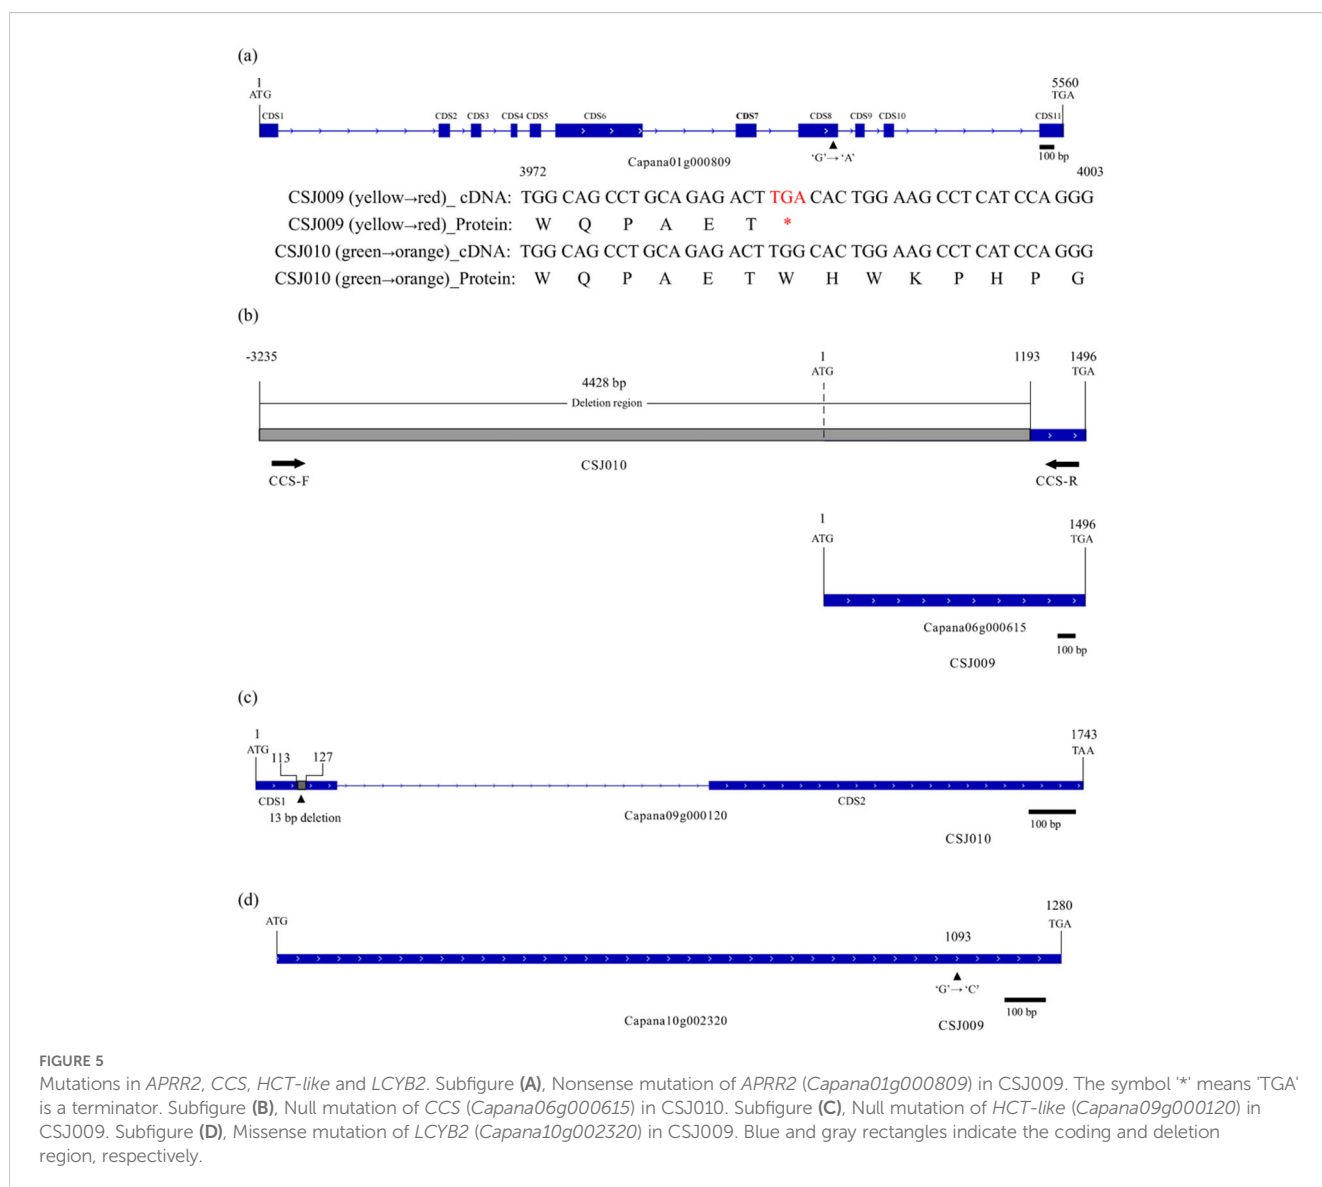 (a)
1
5560
ATG
TGA
CDS1 CDS2 CDS3 CDS4 CDS5 CDS6 CDS7 CDS8 CDS9 CDS10 CDS11
Capana01g000809
‘G’→ ‘A’
100 bp
3972
4003
CSJ009 (yellow→red)_ cDNA: TGG CAG CCT GCA GAG ACT TGA CAC TGG AAG CCT CAT CCA GGG
CSJ009 (yellow→red)_Protein: W Q P A E T *
CSJ010 (green→orange)_cDNA: TGG CAG CCT GCA GAG ACT TGG CAC TGG AAG CCT CAT CCA GGG
CSJ010 (green→orange)_Protein: W Q P A E T W H W K P H P G
(b)
-3235
1
1193
1496
ATG
TGA
4428 bp
Deletion region
CSJ010
CCS-F
CCS-R
1
1496
ATG
TGA
Capana06g000615
100 bp
CSJ009
(c)
1
1743
ATG
TAA
113
127
CDS1
CDS2
13 bp deletion
Capana09g000120
100 bp
CSJ010
(d)
1280
ATG
TGA
1093
‘G’→ ‘C’
100 bp
Capana10g002320
CSJ009
FIGURE 5
Mutations in APRR2, CCS, HCT-like and LCYB2. Subfigure (A), Nonsense mutation of APRR2 (Capana01g000809) in CSJ009. The symbol '*' means 'TGA'
is a terminator. Subfigure (B), Null mutation of CCS (Capana06g000615) in CSJ010. Subfigure (C), Null mutation of HCT-like (Capana09g000120) in
CSJ009. Subfigure (D), Missense mutation of LCYB2 (Capana10g002320) in CSJ009. Blue and gray rectangles indicate the coding and deletion
region, respectively.